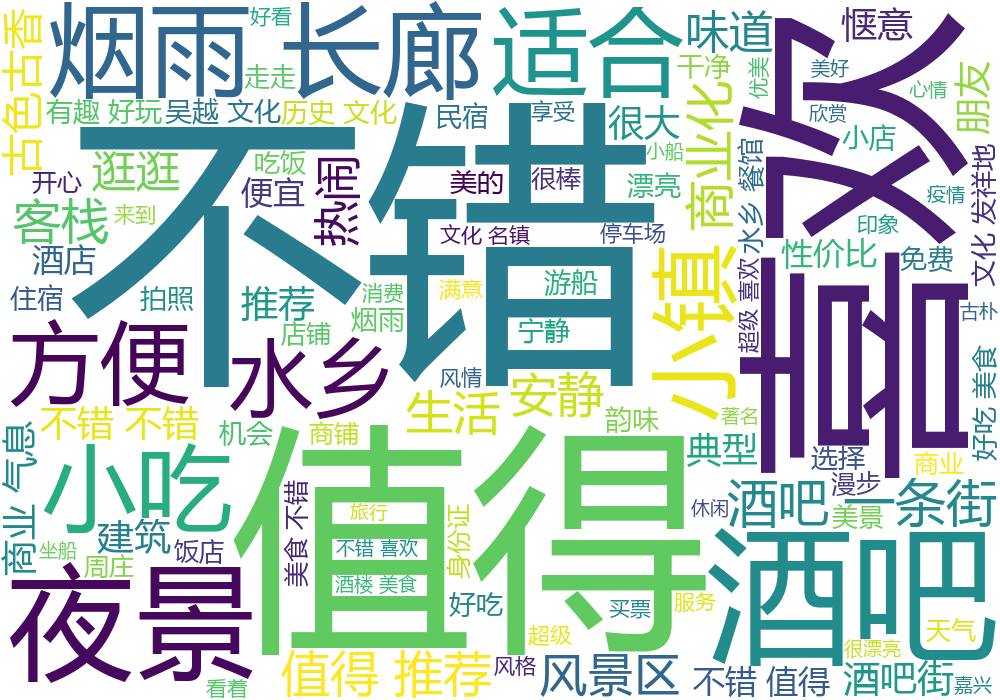 烟雨长廊
好看
适合
味道
惬意
喜欢
古色古香
走走
干净
优美
美好
心情
朋友
有趣 好玩
吴越 文化
历史 文化
民宿
享受
很大
商业化
欣赏
小店
不错
逛逛
吃饭
热闹
小船
餐馆
开心
便宜
美的
很棒
漂亮
疫情
文化 发祥地
客栈
来到
文化 名镇
停车场
水乡
印象
酒店
小镇
性价比
免费
住宿
拍照
推荐
消费
满意
游船
超级 喜欢
古朴
店铺
烟雨
宁静
方便
水乡
风情
安静
好吃 美食
不错 不错
机会
商铺
生活
韵味
著名
典型
选择
商业
商业 气息
小吃
值得
漫步
美食 不错
旅行
身份证
休闲
酒吧 一条街
美景
建筑
饭店
坐船
周庄
不错 喜欢
酒楼 美食
夜景
好吃
买票
服务
酒吧
天气
超级
很漂亮
看着
值得 推荐
风格
风景区
不错 值得
酒吧街
嘉兴